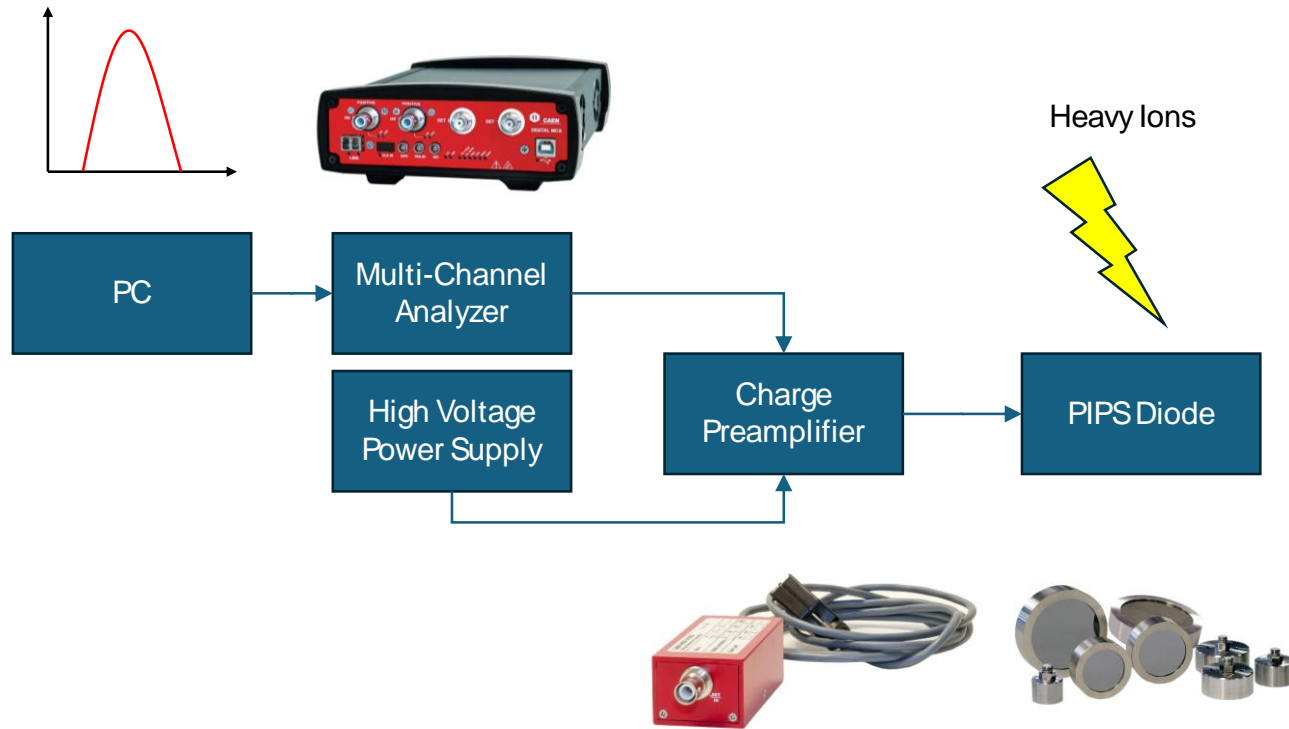 Heavy Ions
CAEN
DIGITAL MCA
PC
Multi-Channel
Analyzer
High Voltage
Power Supply
Charge
Preamplifier
PIPS Diode